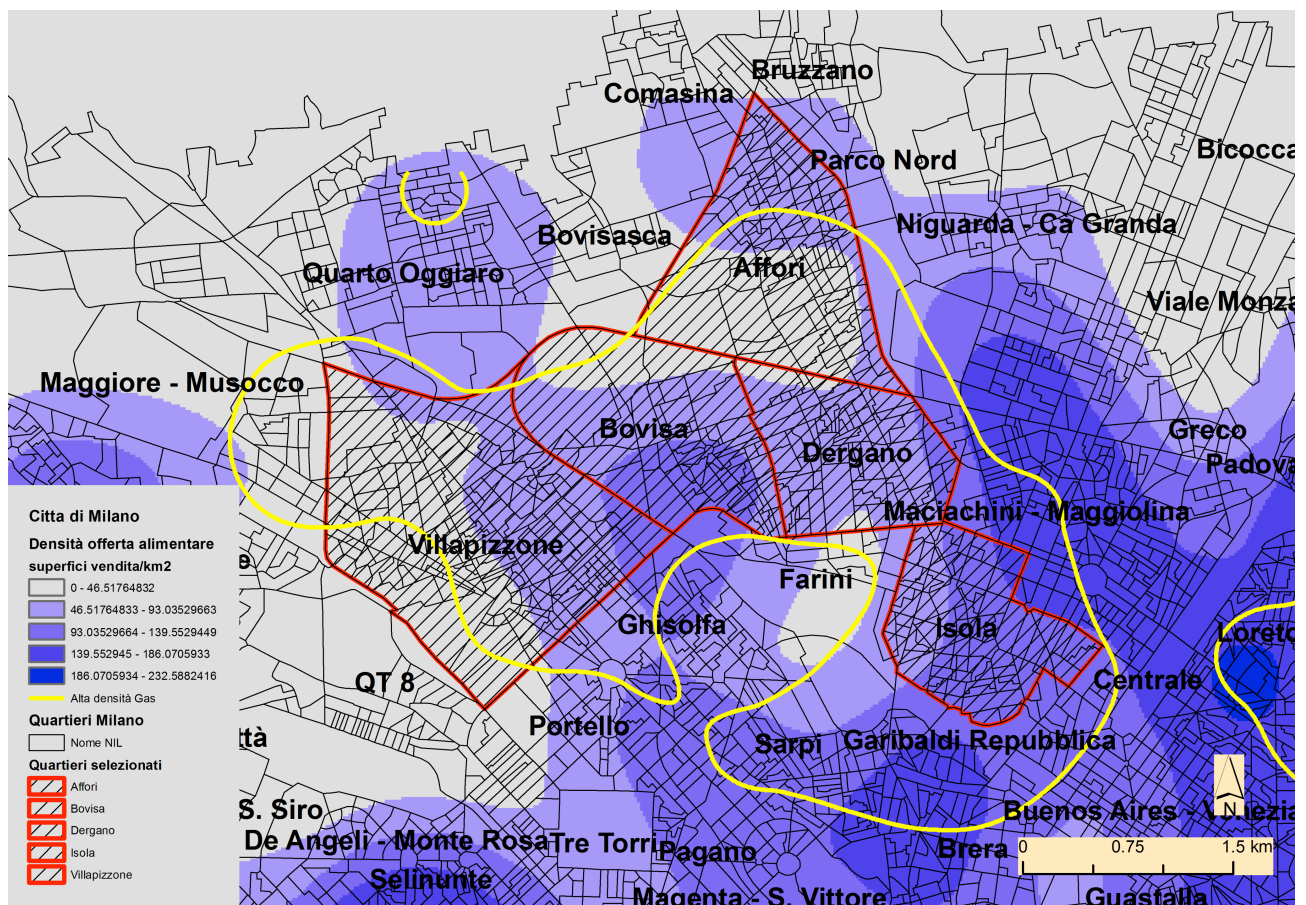 Bruzzano
Comasina
Parco Nord
Bicocca
Niguarda - Ca Granda
Bovisasca
Affori
Quarto Oggiaro
Viale Monza
Maggiore - Musocco
Bovisa
Greco
Dergano
Padova
Maciachini - Maggiolina
Villapizzone
e
Farini
Ghisolfa
Isola
Loreto
QT 8
Centrale
Portello
Sarpi
Garibaldi Repubblica
ttà
S. Siro
Buenos Aires - Venezia
De Angeli - Monte Rosa
Tre Torri
Pagano
Brera
Selinunte
Magenta - S. Vittore
Guastalla
Citta di Milano
Densità offerta alimentare
superfici vendita/km2
0 - 46.51764832
46.51764833 - 93.03529663
93.03529664 - 139.5529449
139.552945 - 186.0705933
186.0705934 - 232.5882416
Alta densità Gas
Quartieri Milano
Nome NIL
Quartieri selezionati
Affori
Bovisa
Dergano
Isola
Villapizzone
N
0 0.75 1.5 km